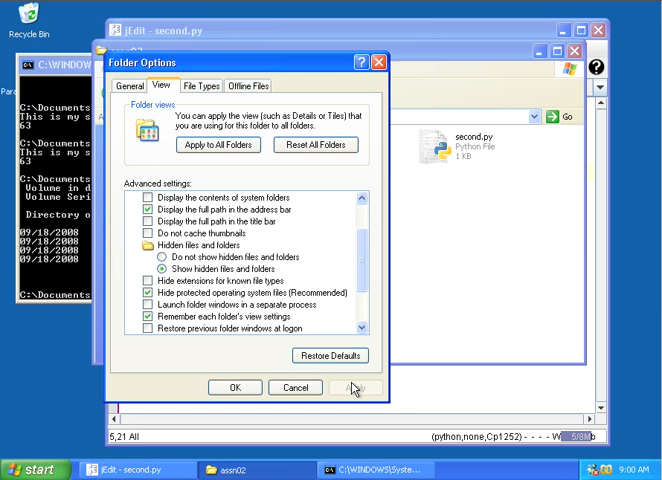 Recycle Bin
jEdit - second.py
assn02
C:\WINDOW
Para
C:\Documents
This is my s
63
C:\Documents
This is my s
63
C:\Documents
Volume in d
Volume Seri
Directory o
09/18/2008
09/18/2008
09/18/2008
09/18/2008
C:\Documents
Folder Options
General
View
File Types
Offline Files
Folder views
You can apply the view (such as Details or Tiles) that
you are using for this folder to all folders.
Apply to All Folders
Reset All Folders
Advanced settings:
Display the contents of system folders
Display the full path in the address bar
Display the full path in the title bar
Do not cache thumbnails
Hidden files and folders
Do not show hidden files and folders
Show hidden files and folders
Hide extensions for known file types
Hide protected operating system files (Recommended)
Launch folder windows in a separate process
Remember each folder's view settings
Restore previous folder windows at logon
Restore Defaults
OK
Cancel
Go
second.py
Python File
1 KB
5,21 All
(python,none,Cp1252) - - - - W 5/8Mb
start
jEdit - second.py
assn02
C:\WINDOWS\Syste...
9:00 AM